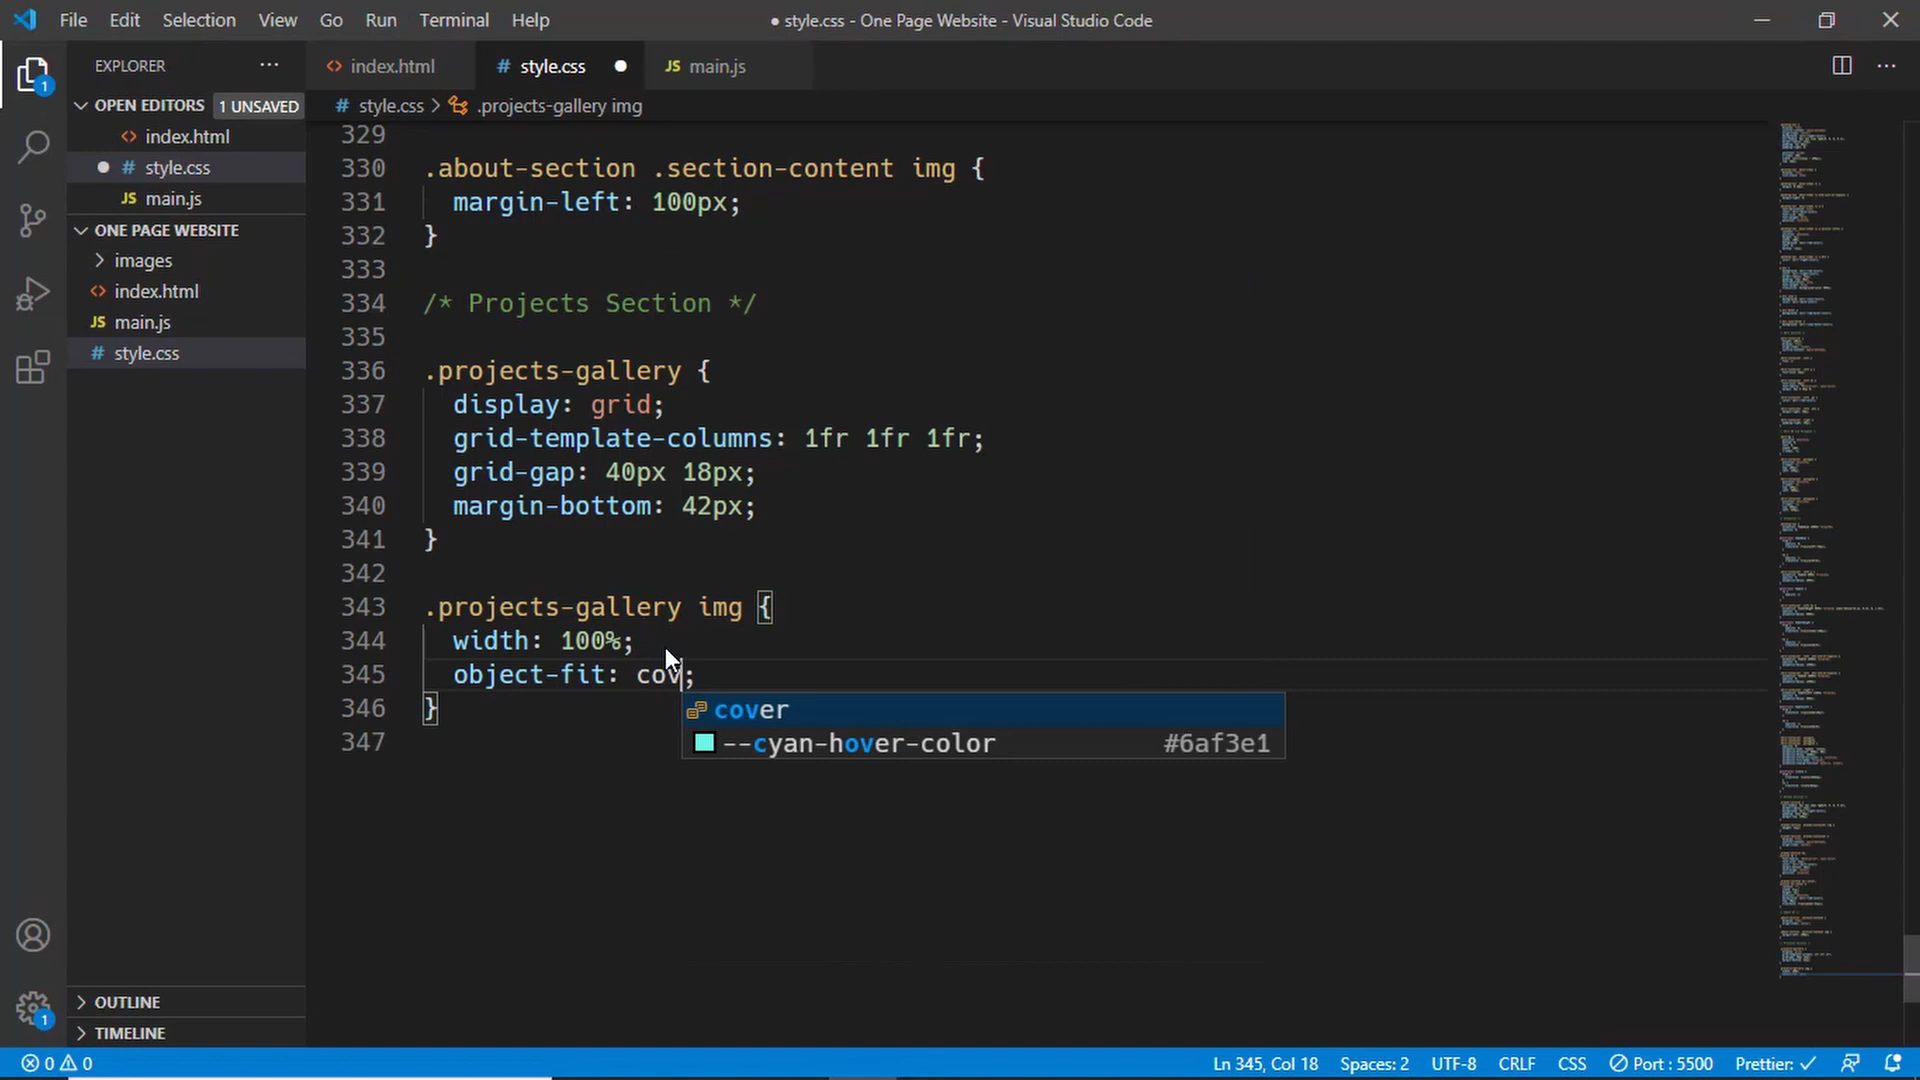 File Edit Selection View Go Run Terminal Help
● style.css - One Page Website - Visual Studio Code
EXPLORER ···
<> index.html
# style.css ●
JS main.js
OPEN EDITORS 1 UNSAVED
# style.css > .projects-gallery img
<> index.html
● # style.css
JS main.js
ONE PAGE WEBSITE
> images
<> index.html
JS main.js
# style.css
1
329
330 .about-section .section-content img {
331 margin-left: 100px;
332 }
333
334 /* Projects Section */
335
336 .projects-gallery {
337 display: grid;
338 grid-template-columns: 1fr 1fr 1fr;
339 grid-gap: 40px 18px;
340 margin-bottom: 42px;
341 }
342
343 .projects-gallery img {
344 width: 100%;
345 object-fit: cov;
346 }
347
cover
--cyan-hover-color #6af3e1
1
> OUTLINE
> TIMELINE
0 0
Ln 345, Col 18 Spaces: 2 UTF-8 CRLF CSS Port : 5500 Prettier: ✓